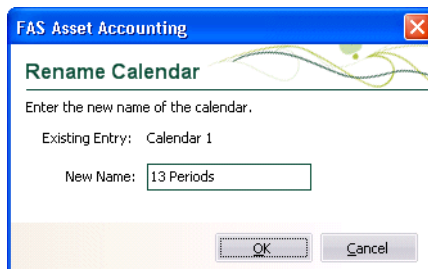 FAS Asset Accounting
Rename Calendar
Enter the new name of the calendar.
Existing Entry: Calendar 1
New Name: 13 Periods
OK Cancel